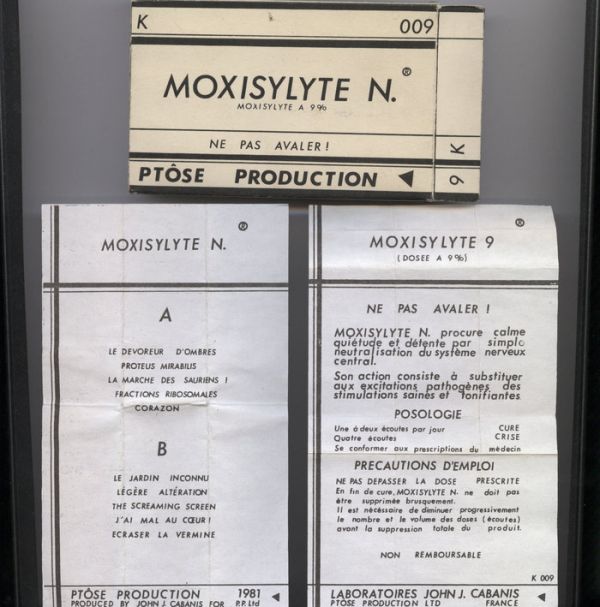 K 009
MOXISYLYTE N.®
MOXISYLYTE A 9%
NE PAS AVALER !
PTÔSE PRODUCTION ◄
9 K
®
MOXISYLYTE N.
A
LE DEVOREUR D'OMBRES
PROTEUS MIRABILIS
LA MARCHE DES SAURIENS !
FRACTIONS RIBOSOMALES
CORAZON
B
LE JARDIN INCONNU
LÉGÈRE ALTÉRATION
THE SCREAMING SCREEN
J'AI MAL AU CŒUR !
ECRASER LA VERMINE
PTÔSE PRODUCTION 1981 ◄
PRODUCED BY JOHN J. CABANIS FOR P.P. Ltd
®
MOXISYLYTE 9
( DOSEE A 9%)
NE PAS AVALER !
MOXISYLYTE N. procure calme
quiétude et détente par simplo
neutralisation du système nerveux
central.
Son action consiste à substituer
aux excitations pathogènes des
stimulations saines et tonifiantes
POSOLOGIE
Une à deux écoutes par jour CURE
Quatre écoutes CRISE
Se conformer aux prescriptions du médecin
PRECAUTIONS D'EMPLOI
NE PAS DEPASSER LA DOSE PRESCRITE
En fin de cure, MOXISYLYTE N. ne doit pas
être supprimée brusquement.
Il est nécessaire de diminuer progressivement
le nombre et le volume des doses (écoutes)
avant la suppression totale du produit.
NON REMBOURSABLE
K 009
LABORATOIRES JOHN J. CABANIS ◄
PTÔSE PRODUCTION LTD FRANCE